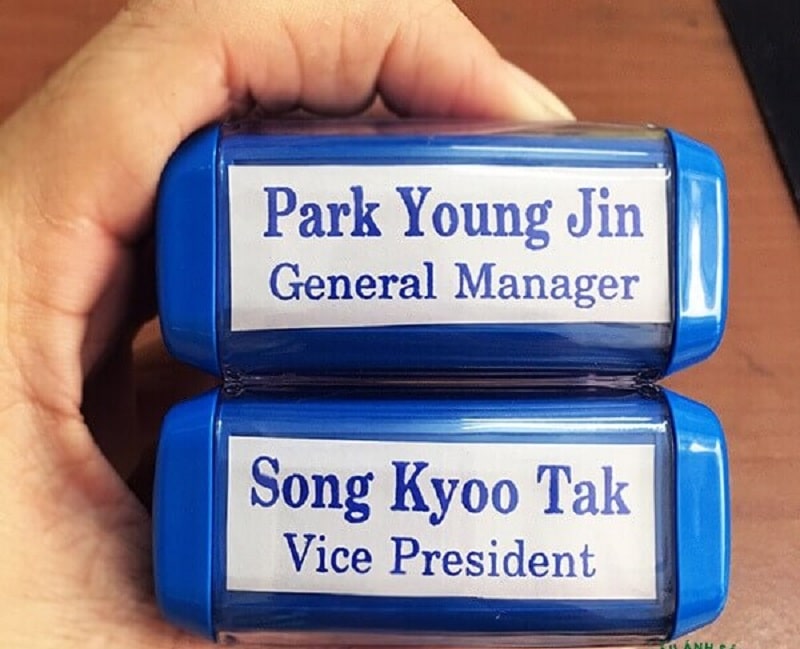 Park Young Jin
General Manager
Song Kyoo Tak
Vice President